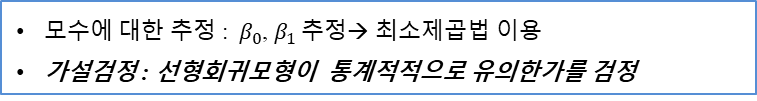 • 모수에 대한 추정 : β₀, β₁ 추정→ 최소제곱법 이용
• 가설검정 : 선형회귀모형이 통계적적으로 유의한가를 검정